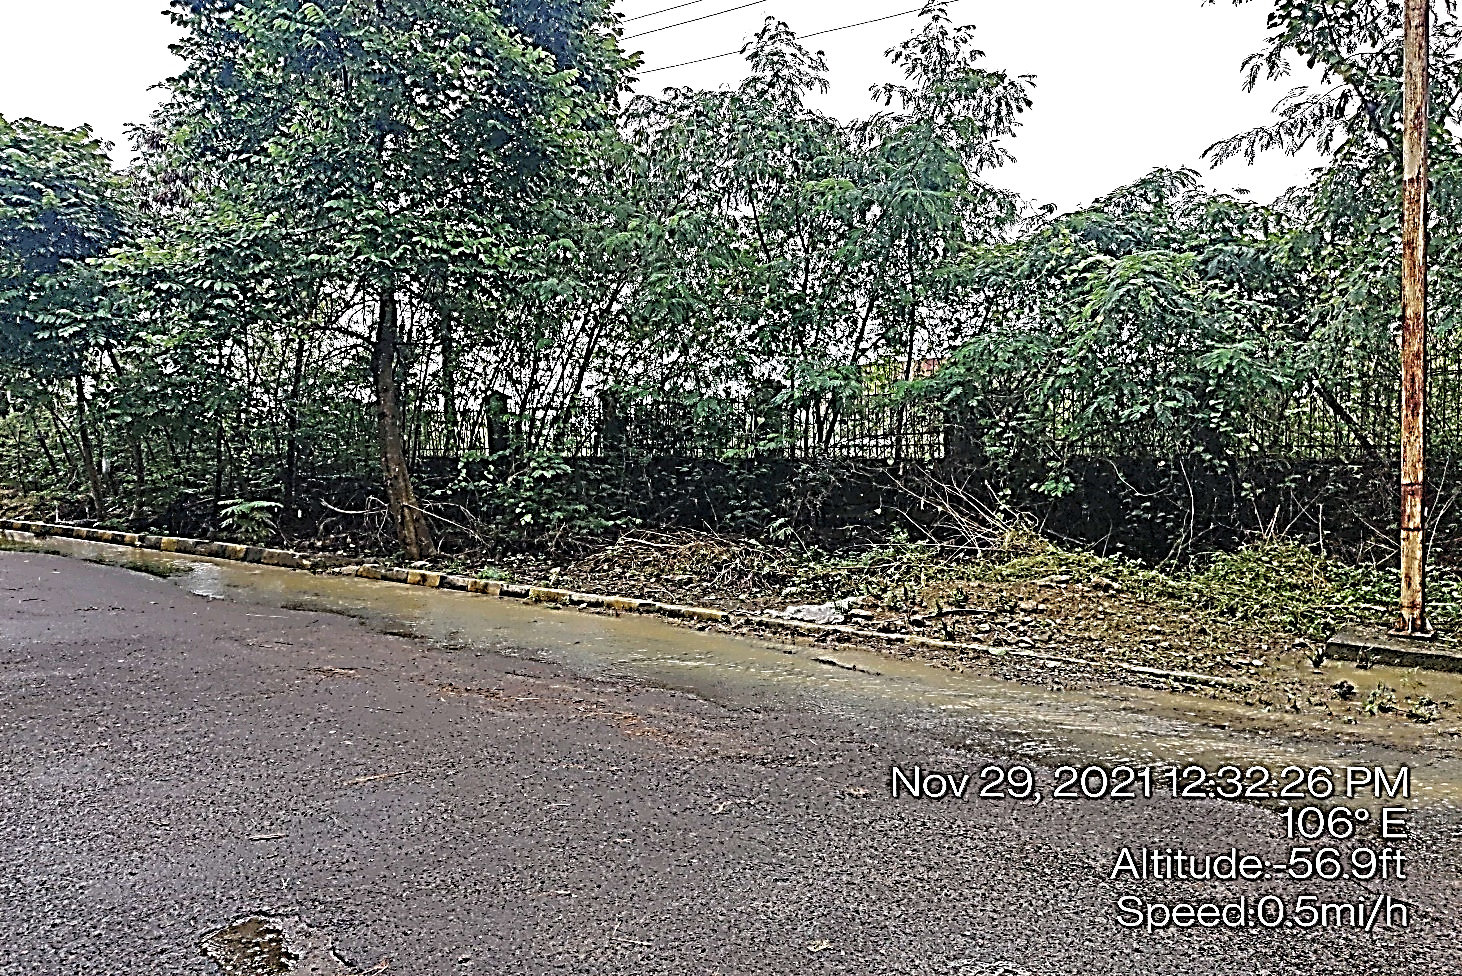 Nov 29, 2021 12:32:26 PM
106° E
Altitude:-56.9ft
Speed:0.5mi/h